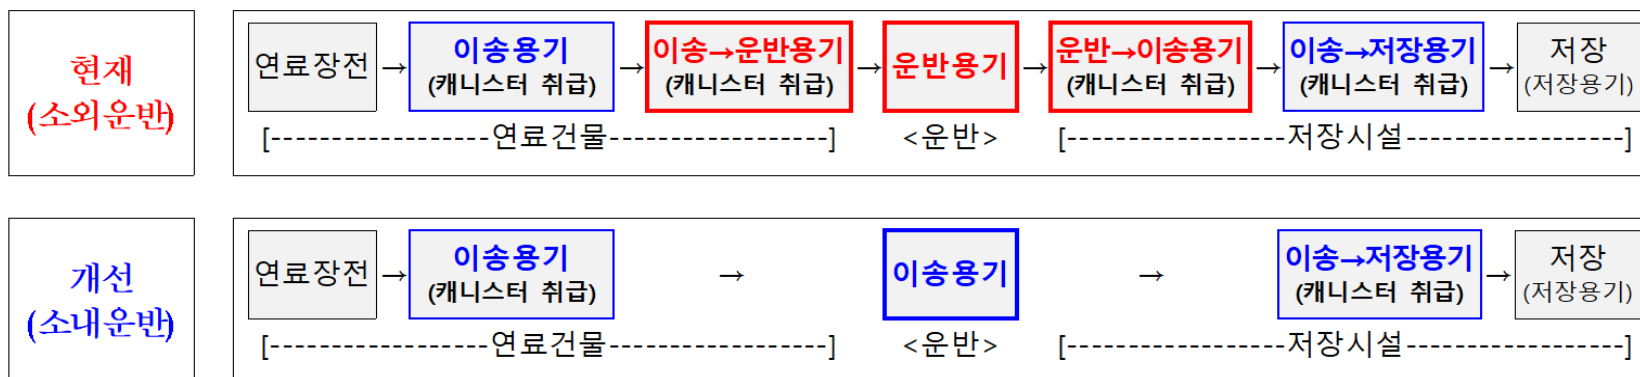 현재
(소외운반)
연료장전 → 이송용기 → 이송→운반용기 → 운반용기 → 운반→이송용기 → 이송→저장용기 → 저장
(캐니스터 취급) (캐니스터 취급) (캐니스터 취급) (캐니스터 취급) (저장용기)
[------------------연료건물------------------] <운반> [------------------저장시설------------------]
개선
(소내운반)
연료장전 → 이송용기 → 이송용기 → 이송→저장용기 → 저장
(캐니스터 취급) (캐니스터 취급) (저장용기)
[------------------연료건물------------------] <운반> [------------------저장시설------------------]